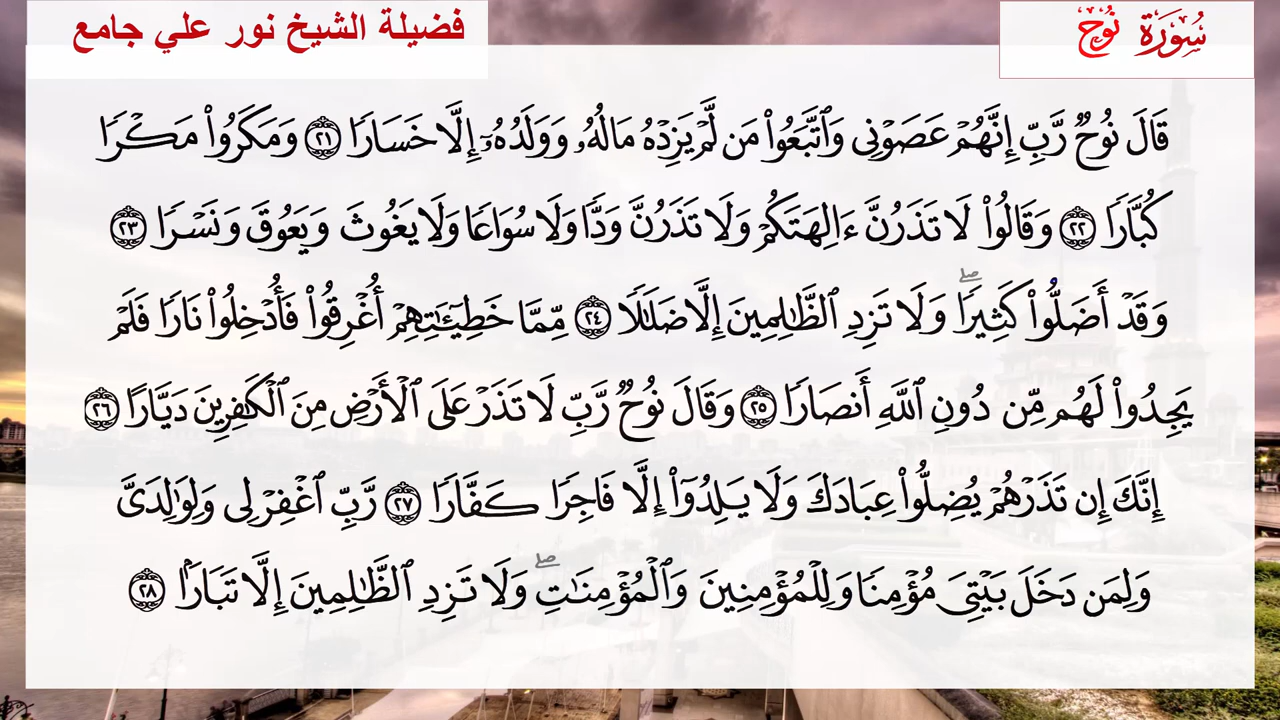 سُورَةُ نُوحٍ
فضيلة الشيخ نور علي جامع
قَالَ نُوحٌ رَّبِّ إِنَّهُمْ عَصَوْنِى وَٱتَّبَعُوا۟ مَن لَّمْ يَزِدْهُ مَالُهُۥ وَوَلَدُهُۥٓ إِلَّا خَسَارًا ٢١ وَمَكَرُوا۟ مَكْرًا
كُبَّارًا ٢٢ وَقَالُوا۟ لَا تَذَرُنَّ ءَالِهَتَكُمْ وَلَا تَذَرُنَّ وَدًّا وَلَا سُوَاعًا وَلَا يَغُوثَ وَيَعُوقَ وَنَسْرًا ٢٣
وَقَدْ أَضَلُّوا۟ كَثِيرًا ۖ وَلَا تَزِدِ ٱلظَّٰلِمِينَ إِلَّا ضَلَٰلًا ٢٤ مِّمَّا خَطِيٓـَٰٔتِهِمْ أُغْرِقُوا۟ فَأُدْخِلُوا۟ نَارًا فَلَمْ
يَجِدُوا۟ لَهُم مِّن دُونِ ٱللَّهِ أَنصَارًا ٢٥ وَقَالَ نُوحٌ رَّبِّ لَا تَذَرْ عَلَى ٱلْأَرْضِ مِنَ ٱلْكَٰفِرِينَ دَيَّارًا ٢٦
إِنَّكَ إِن تَذَرْهُمْ يُضِلُّوا۟ عِبَادَكَ وَلَا يَلِدُوٓا۟ إِلَّا فَاجِرًا كَفَّارًا ٢٧ رَّبِّ ٱغْفِرْ لِى وَلِوَٰلِدَىَّ
وَلِمَن دَخَلَ بَيْتِىَ مُؤْمِنًا وَلِلْمُؤْمِنِينَ وَٱلْمُؤْمِنَٰتِ ۖ وَلَا تَزِدِ ٱلظَّٰلِمِينَ إِلَّا تَبَارًۢا ٢٨